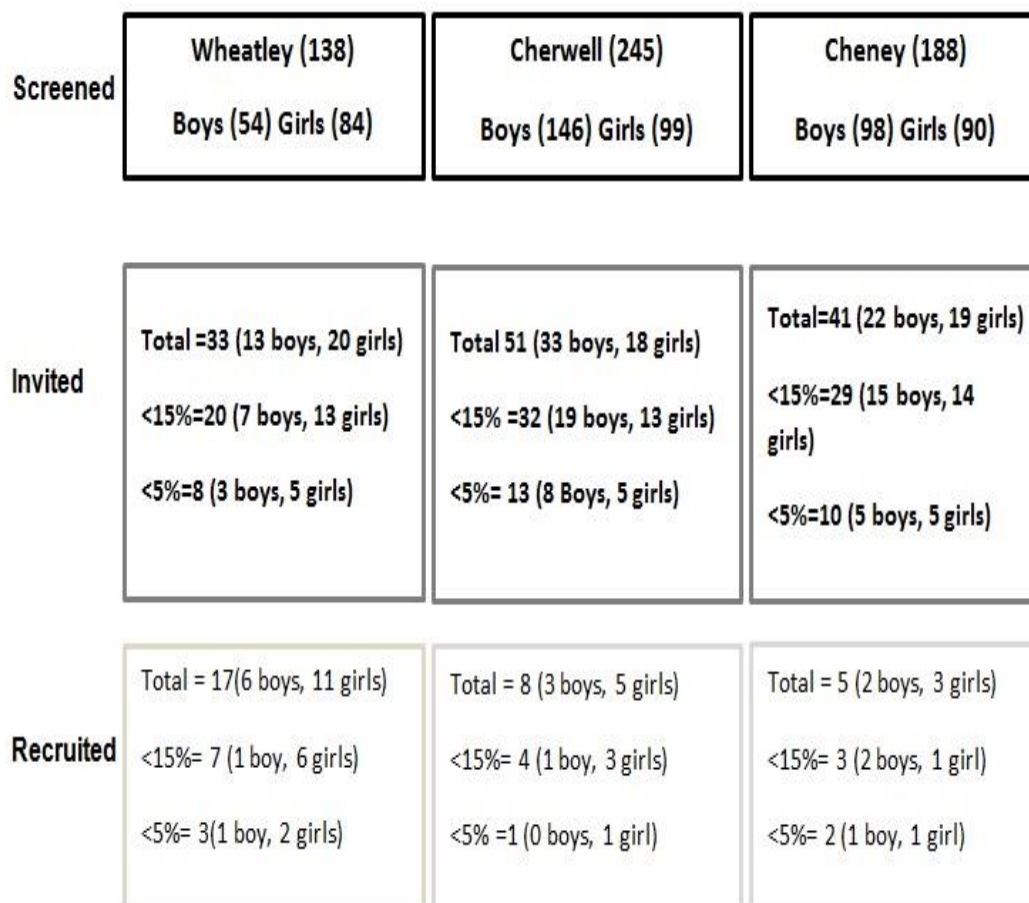 Screened
Wheatley (138)
Boys (54) Girls (84)
Cherwell (245)
Boys (146) Girls (99)
Cheney (188)
Boys (98) Girls (90)
Invited
Total =33 (13 boys, 20 girls)
<15%=20 (7 boys, 13 girls)
<5%=8 (3 boys, 5 girls)
Total 51 (33 boys, 18 girls)
<15% =32 (19 boys, 13 girls)
<5%= 13 (8 Boys, 5 girls)
Total=41 (22 boys, 19 girls)
<15%=29 (15 boys, 14
girls)
<5%=10 (5 boys, 5 girls)
Recruited
Total = 17(6 boys, 11 girls)
<15%= 7 (1 boy, 6 girls)
<5%= 3(1 boy, 2 girls)
Total = 8 (3 boys, 5 girls)
<15%= 4 (1 boy, 3 girls)
<5% =1 (0 boys, 1 girl)
Total = 5 (2 boys, 3 girls)
<15%= 3 (2 boys, 1 girl)
<5%= 2 (1 boy, 1 girl)